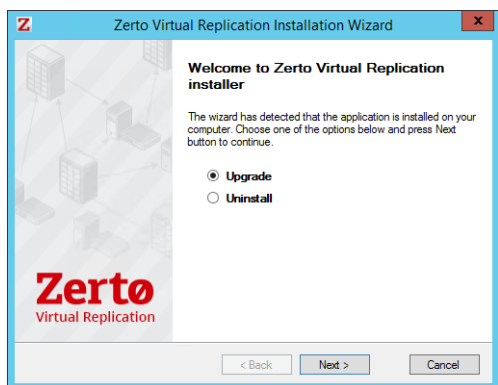 Z
Zerto Virtual Replication Installation Wizard
x
Welcome to Zerto Virtual Replication
installer
The wizard has detected that the application is installed on your
computer. Choose one of the options below and press Next
button to continue.
Upgrade
Uninstall
Zertø
Virtual Replication
< Back
Next >
Cancel